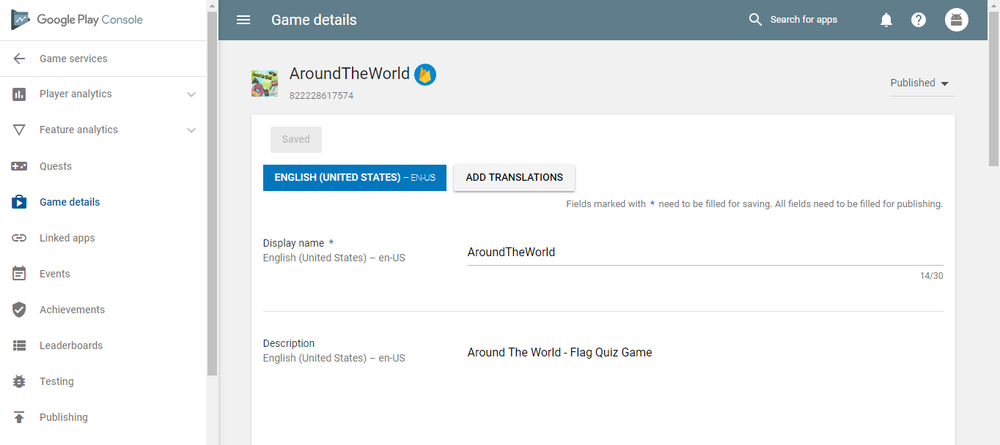 Google Play Console
Game details
Search for apps
Game services
Player analytics
Feature analytics
Quests
Game details
Linked apps
Events
Achievements
Leaderboards
Testing
Publishing
AroundTheWorld
822228617574
Published
Saved
ENGLISH (UNITED STATES) – EN-US
ADD TRANSLATIONS
Fields marked with * need to be filled for saving. All fields need to be filled for publishing.
Display name *
English (United States) – en-US
AroundTheWorld
14/30
Description
English (United States) – en-US
Around The World - Flag Quiz Game